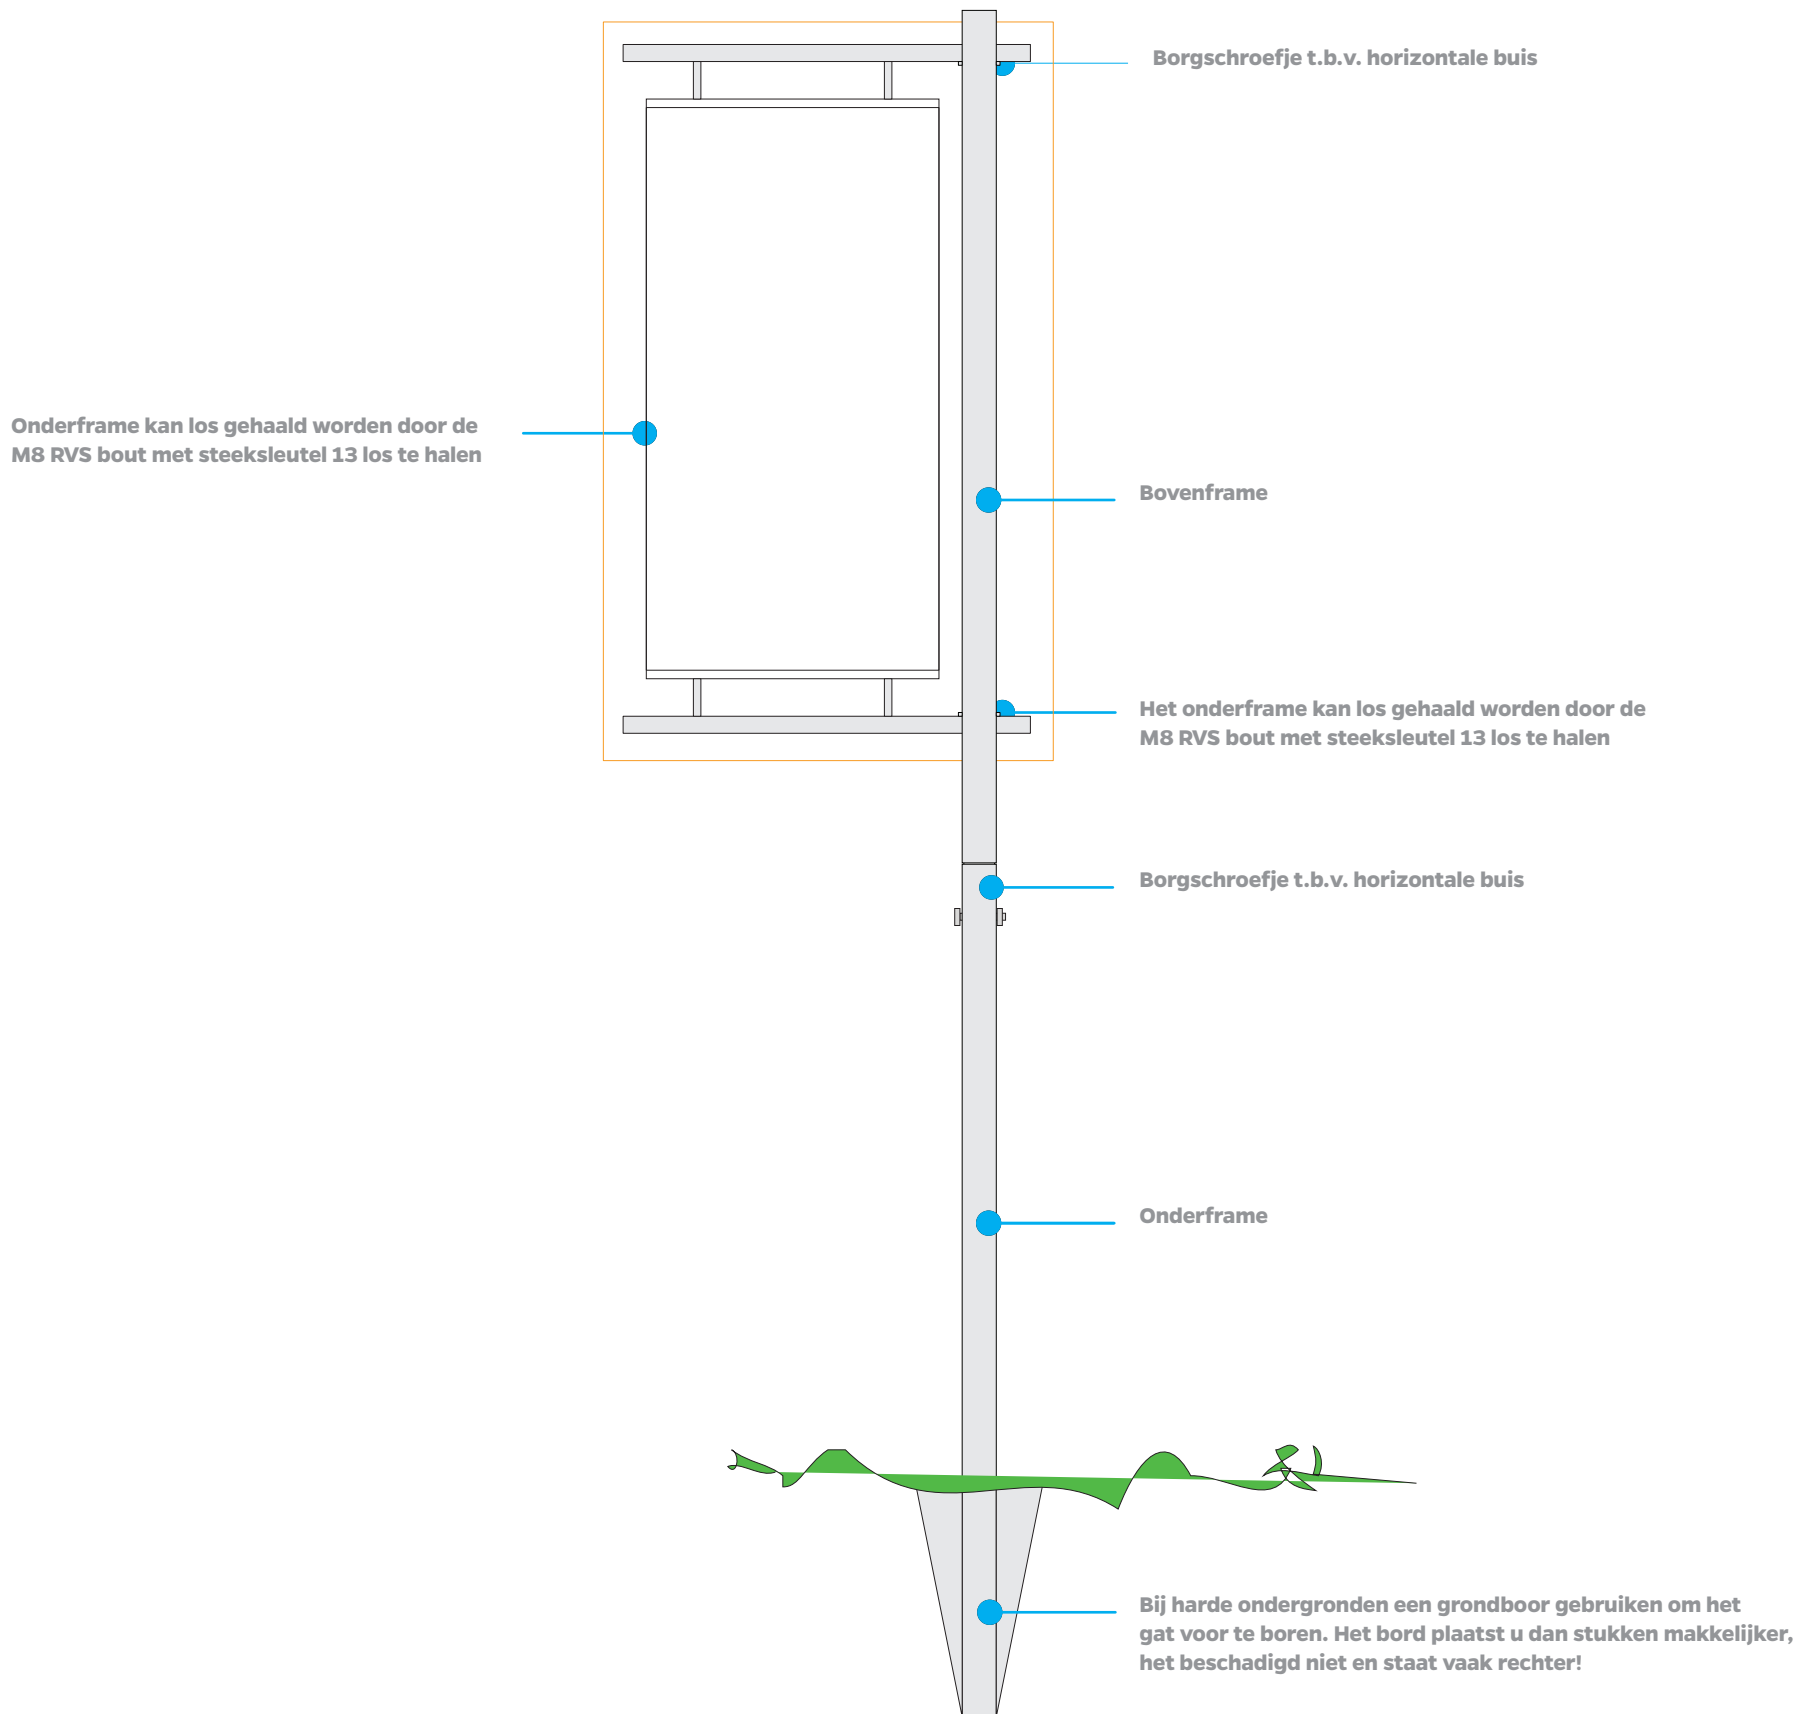 Borgschroefje t.b.v. horizontale buis
Onderframe kan los gehaald worden door de
M8 RVS bout met steeksleutel 13 los te halen
Bovenframe
Het onderframe kan los gehaald worden door de
M8 RVS bout met steeksleutel 13 los te halen
Borgschroefje t.b.v. horizontale buis
Onderframe
Bij harde ondergronden een grondboor gebruiken om het
gat voor te boren. Het bord plaatst u dan stukken makkelijker,
het beschadigd niet en staat vaak rechter!